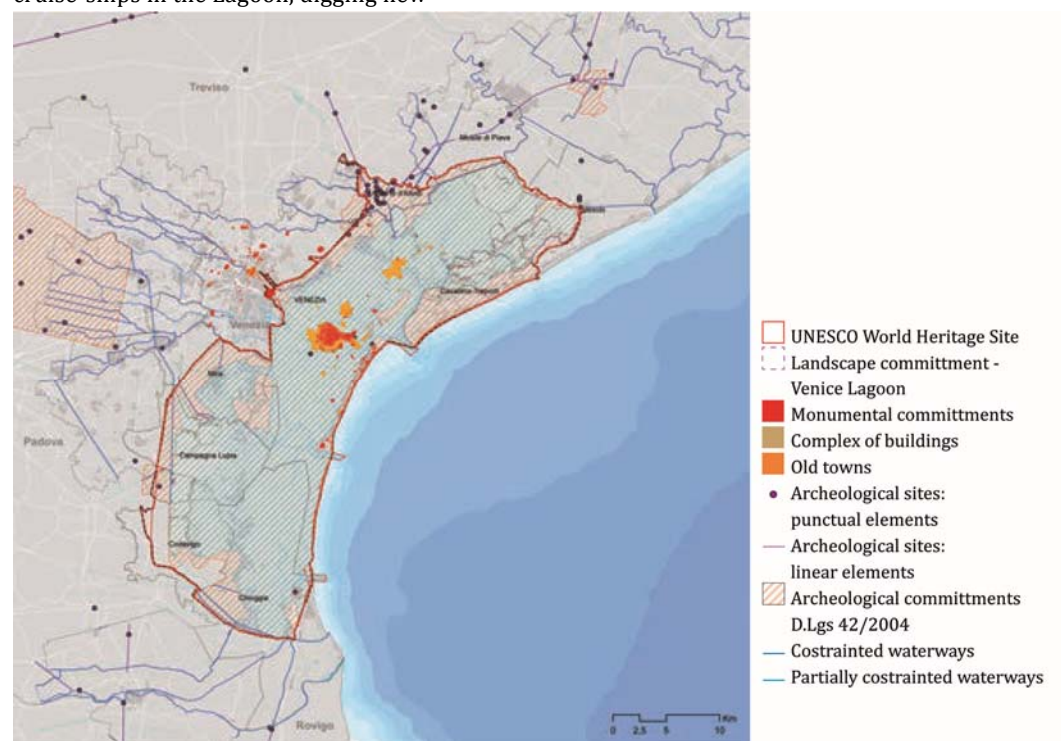 cruise-ships in the Lagoon, digging new
Treviso
VENEZIA
Venezia
Mira
Padova
Campagna Lupia
Codevigo
Chioggia
Rovigo
0 2,5 5 10
Km
UNESCO World Heritage Site
Landscape committment -
Venice Lagoon
Monumental committments
Complex of buildings
Old towns
Archeological sites:
punctual elements
Archeological sites:
linear elements
Archeological committments
D.Lgs 42/2004
Costrainted waterways
Partially costrainted waterways